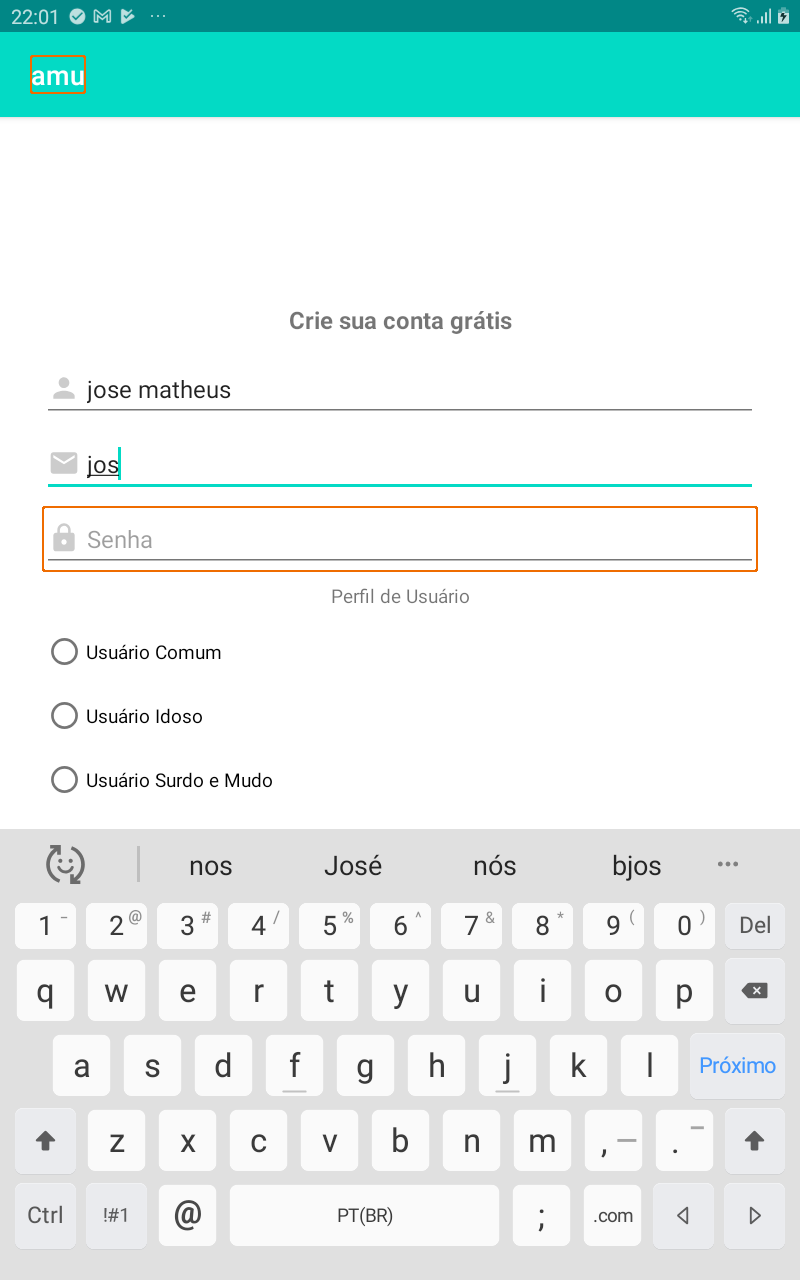 22:01
amu
Crie sua conta grátis
jose matheus
jos
Senha
Perfil de Usuário
Usuário Comum
Usuário Idoso
Usuário Surdo e Mudo
nos José nós bjos
1 - 2 @ 3 # 4 / 5 % 6 ^ 7 & 8 * 9 ( 0 ) Del
q w e r t y u i o p
a s d f g h j k l Próximo
z x c v b n m , — . –
Ctrl !#1 @ PT(BR) ; .com